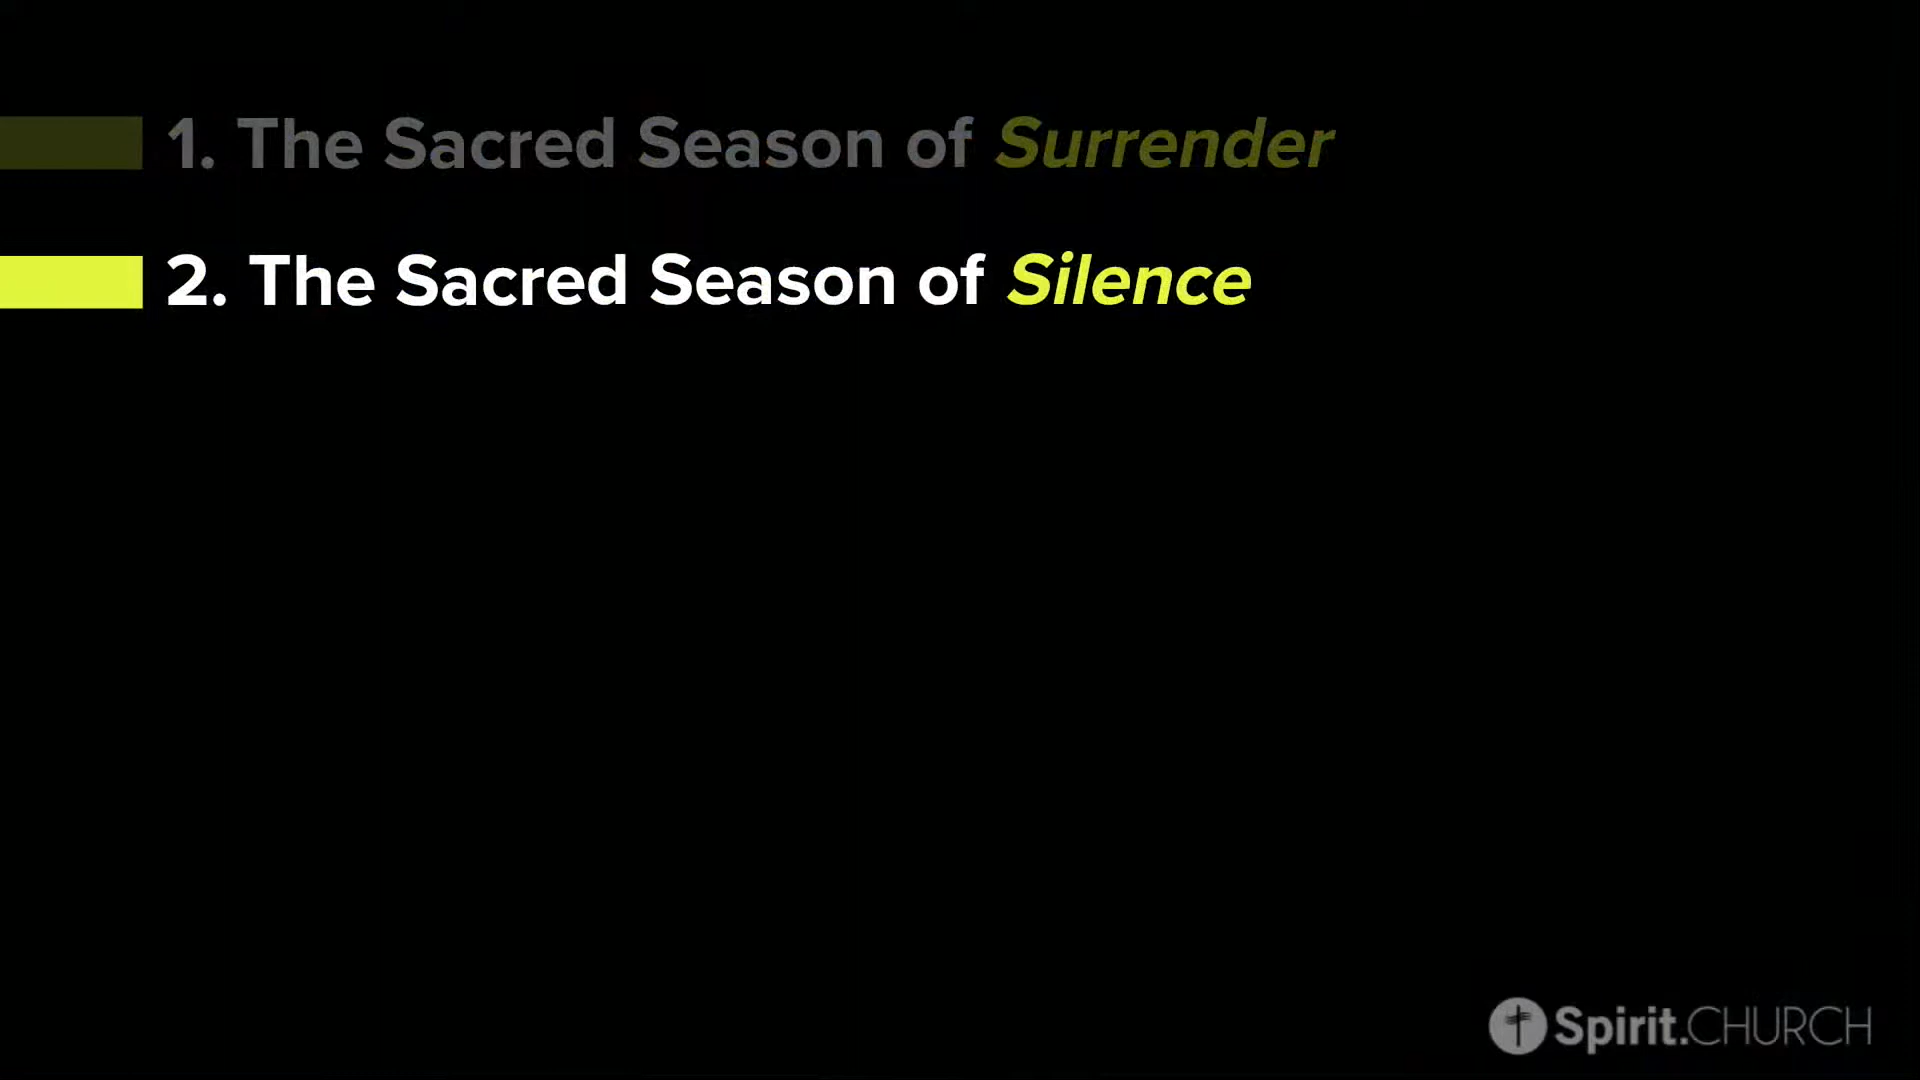 1. The Sacred Season of Surrender
2. The Sacred Season of Silence
Spirit.CHURCH